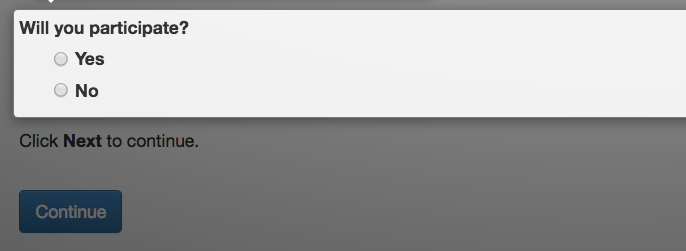 Will you participate?
Yes
No
Click Next to continue.
Continue